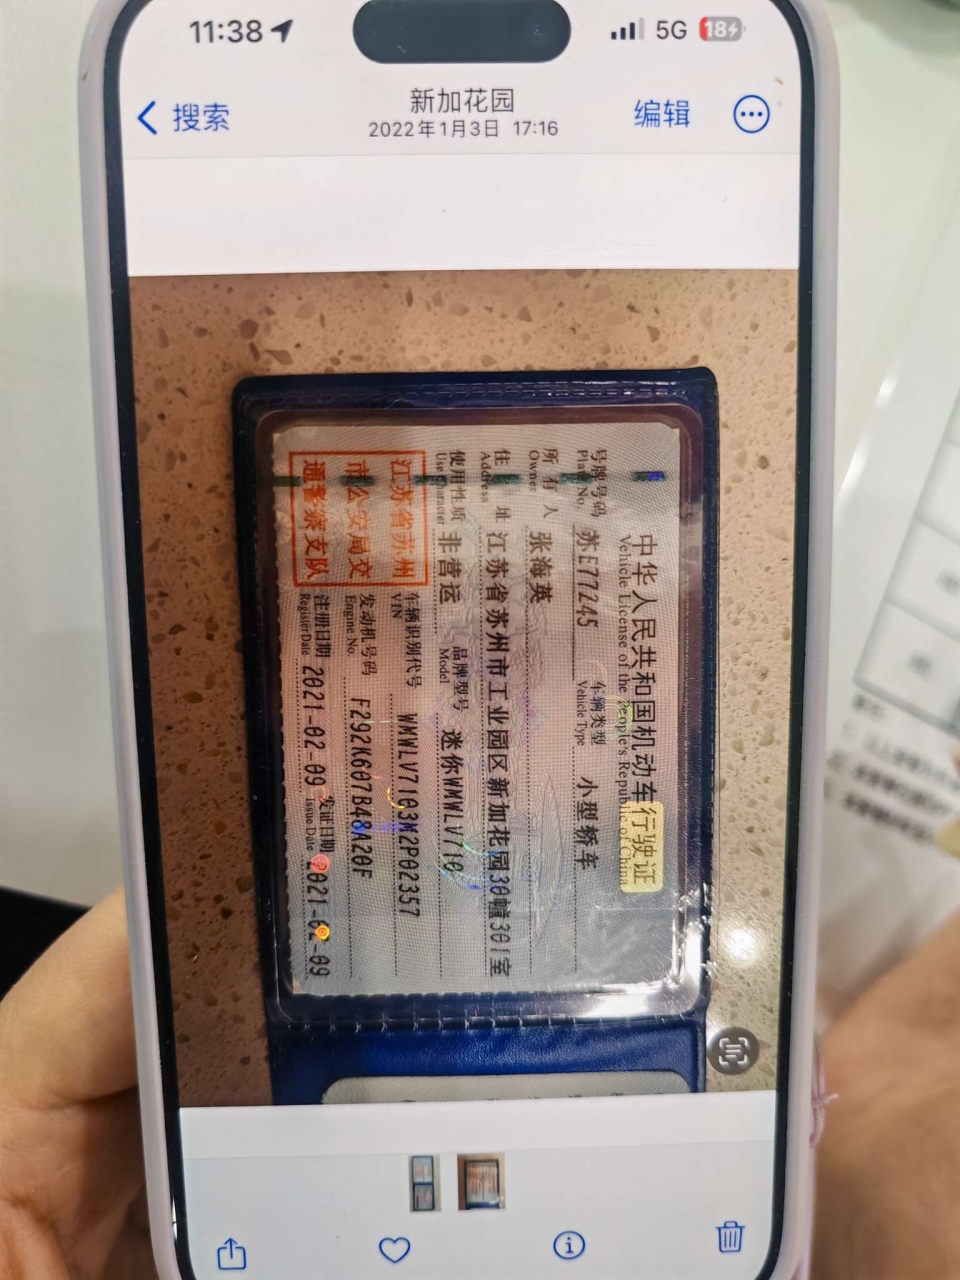 11:38
5G
18
搜索
新加花园
2022年1月3日 17:16
编辑
中华人民共和国机动车行驶证
Vehicle License of the People's Republic of China
号牌号码 苏E77245 车辆类型 小型轿车
Plate No. Vehicle Type
所有人 张海英
Owner
住址 江苏省苏州市工业园区新加花园30幢301室
Address
使用性质 非营运 品牌型号 迷你WMWLV710
Use Character Model
江苏省苏州
市公安局交
通警察支队
车辆识别代号 WMWLV7103M2P02357
VIN
发动机号码 F292K607B48A20F
Engine No.
注册日期 2021-02-09 发证日期 2021-02-09
Register Date Issue Date